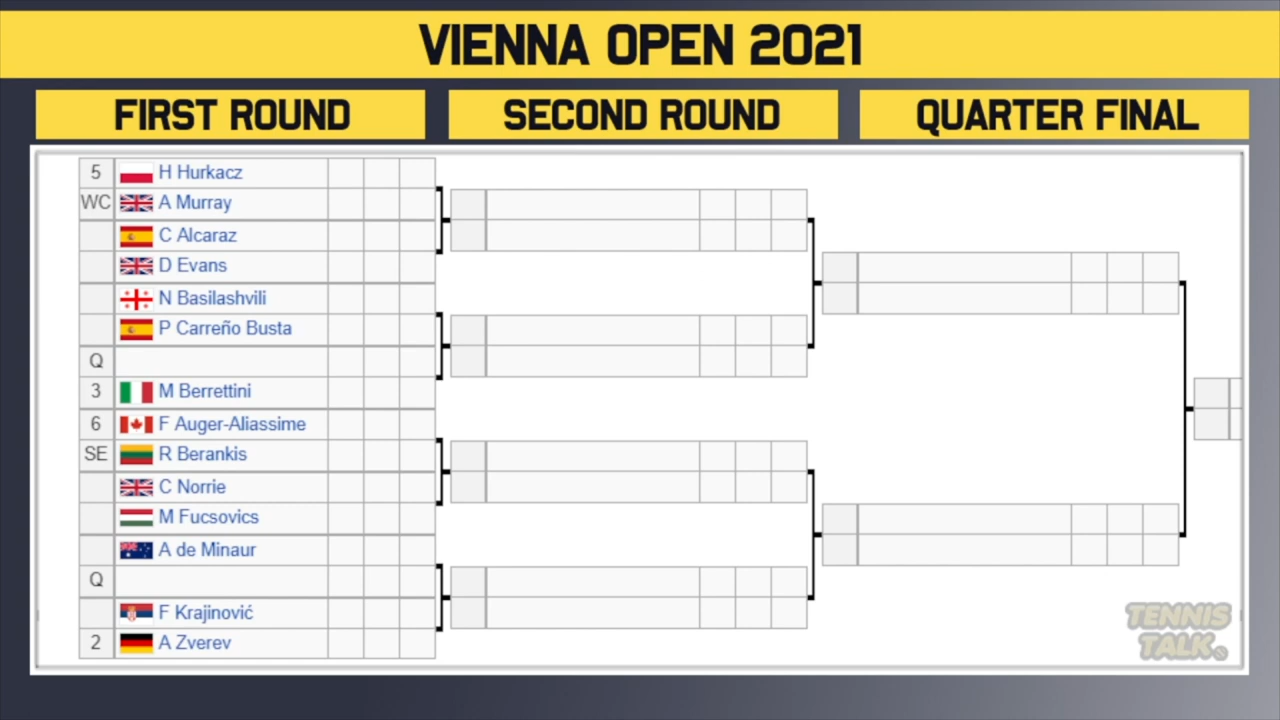 VIENNA OPEN 2021
FIRST ROUND
SECOND ROUND
QUARTER FINAL
5 H Hurkacz
WC A Murray
C Alcaraz
D Evans
N Basilashvili
P Carreño Busta
Q
3 M Berrettini
6 F Auger-Aliassime
SE R Berankis
C Norrie
M Fucsovics
A de Minaur
Q
F Krajinović
2 A Zverev
TENNIS
TALK